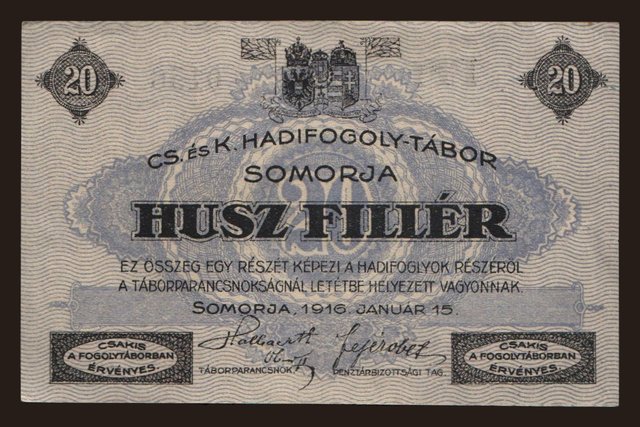 20 20
CS. ÉS K. HADIFOGOLY-TÁBOR
SOMORJA
HUSZ FILLÉR
20
EZ ÖSSZEG EGY RÉSZÉT KÉPEZI A HADIFOGLYOK RÉSZÉRŐL
A TÁBORPARANCSNOKSÁGNÁL LETÉTBE HELYEZETT VAGYONNAK.
SOMORJA, 1916. JANUÁR 15.
TÁBORPARANCSNOK PÉNZTÁRBIZOTTSÁGI TAG.
CSAKIS
A FOGOLYTÁBORBAN
ÉRVÉNYES
CSAKIS
A FOGOLYTÁBORBAN
ÉRVÉNYES